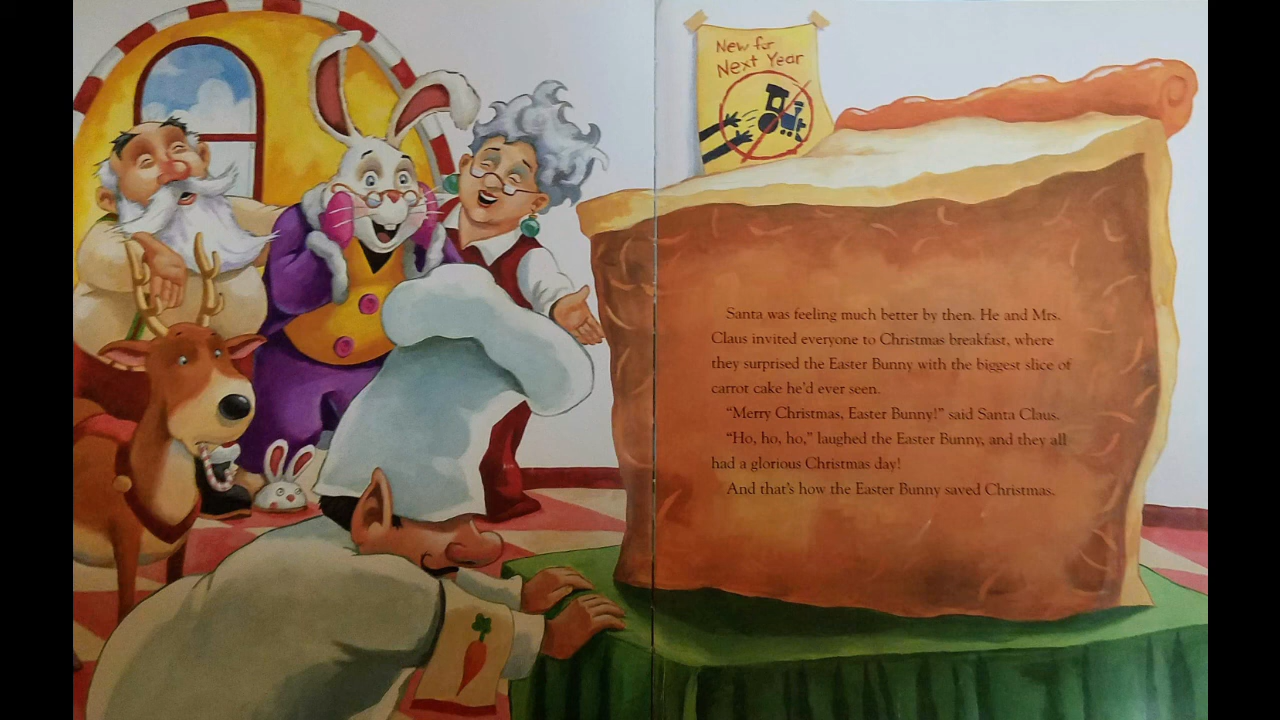 New for
Next Year
Santa was feeling much better by then. He and Mrs.
Claus invited everyone to Christmas breakfast, where
they surprised the Easter Bunny with the biggest slice of
carrot cake he'd ever seen.
"Merry Christmas, Easter Bunny!" said Santa Claus.
"Ho, ho, ho," laughed the Easter Bunny, and they all
had a glorious Christmas day!
And that's how the Easter Bunny saved Christmas.